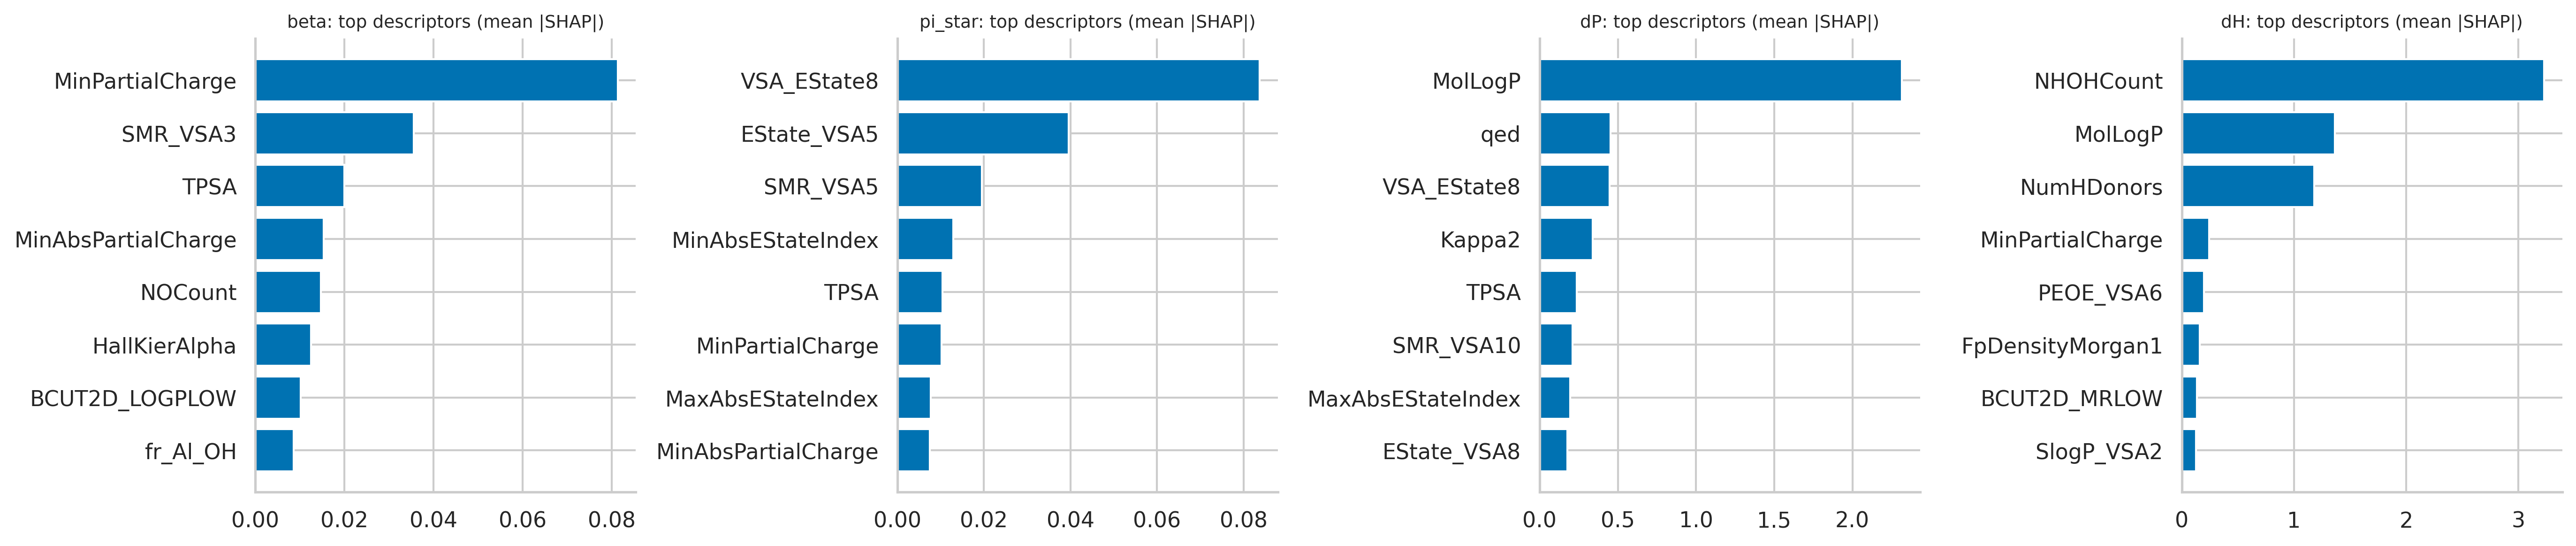 beta: top descriptors (mean |SHAP|)
MinPartialCharge
SMR_VSA3
TPSA
MinAbsPartialCharge
NOCount
HallKierAlpha
BCUT2D_LOGPLOW
fr_Al_OH
0.00 0.02 0.04 0.06 0.08
pi_star: top descriptors (mean |SHAP|)
VSA_EState8
EState_VSA5
SMR_VSA5
MinAbsEStateIndex
TPSA
MinPartialCharge
MaxAbsEStateIndex
MinAbsPartialCharge
0.00 0.02 0.04 0.06 0.08
dP: top descriptors (mean |SHAP|)
MolLogP
qed
VSA_EState8
Kappa2
TPSA
SMR_VSA10
MaxAbsEStateIndex
EState_VSA8
0.0 0.5 1.0 1.5 2.0
dH: top descriptors (mean |SHAP|)
NHOHCount
MolLogP
NumHDonors
MinPartialCharge
PEOE_VSA6
FpDensityMorgan1
BCUT2D_MRLOW
SlogP_VSA2
0 1 2 3